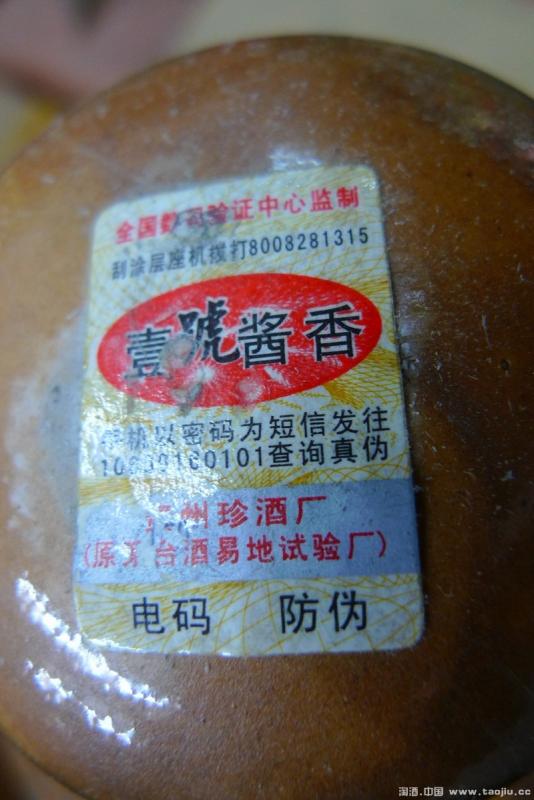 全国数 验证中心监制
刮涂层座机拨打8008281315
壹號酱香
手机以密码为短信发往
查询真伪
州珍酒厂
(原 台酒易地试验厂)
电码 防伪
淘酒.中国 www.taojiu.cc